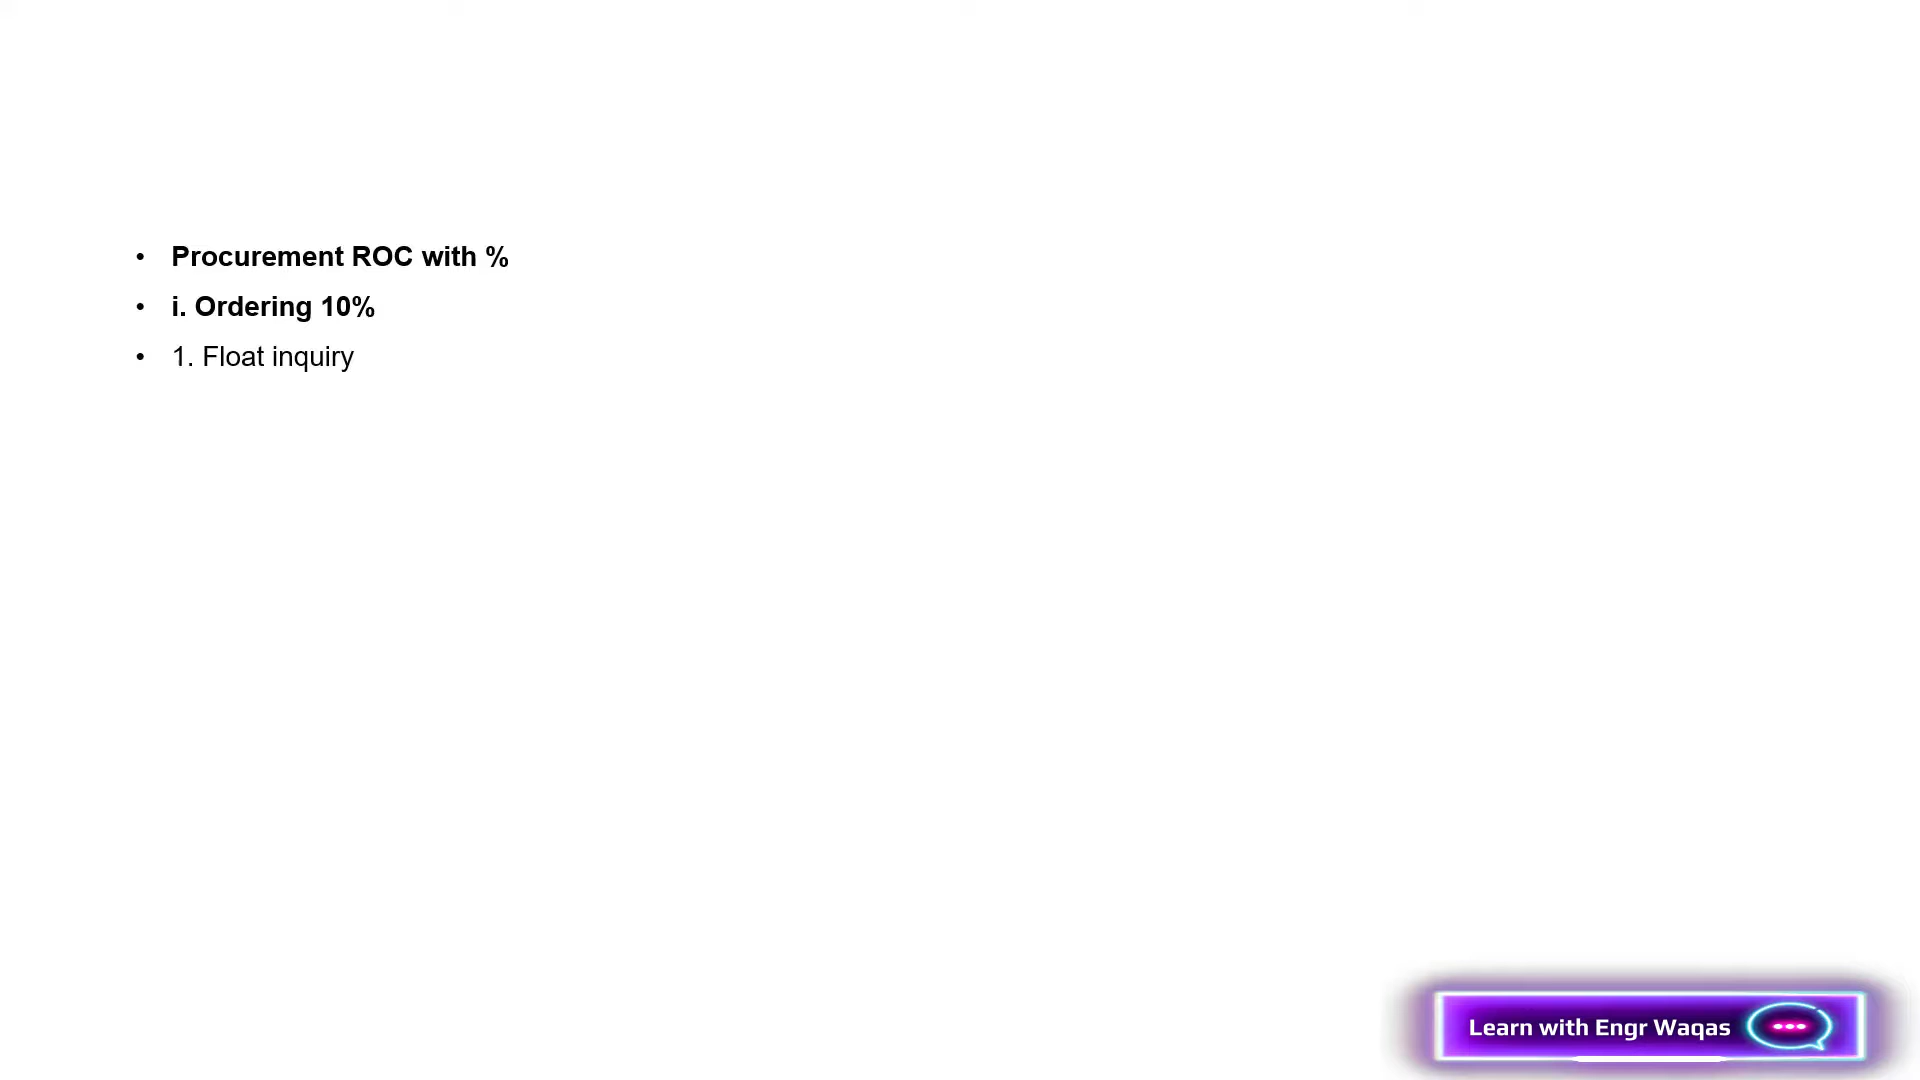 • Procurement ROC with %
• i. Ordering 10%
• 1. Float inquiry
Learn with Engr Waqas